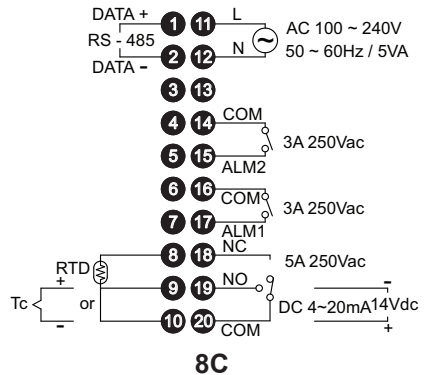 DATA + 1 11 L
RS - 485 AC 100 ~ 240V
DATA - 2 12 N 50 ~ 60Hz / 5VA
3 13
4 14 COM
3A 250Vac
5 15 ALM2
6 16 COM
3A 250Vac
7 17 ALM1
8 18 NC 5A 250Vac
RTD
+ 9 19 NO -
Tc or DC 4~20mA 14Vdc
- 10 20 COM +
8C